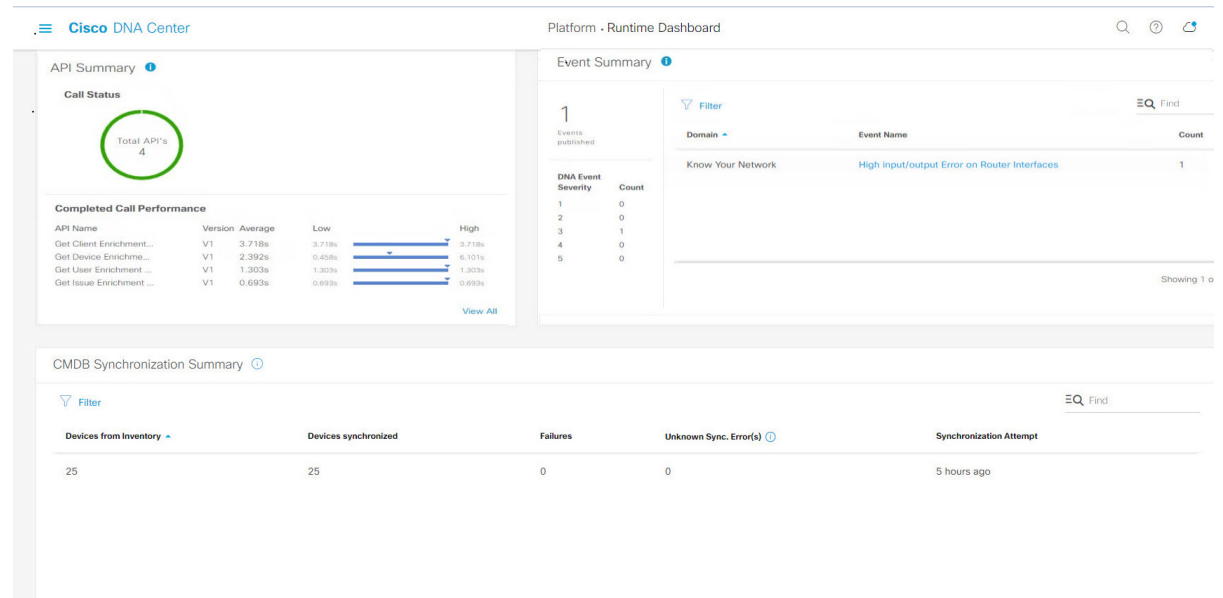 Cisco DNA Center
Platform • Runtime Dashboard
API Summary
Call Status
Total API's
4
Completed Call Performance
API Name Version Average Low High
Get Client Enrichment... V1 3.718s 3.718s 3.718s
Get Device Enrichme... V1 2.392s 0.458s 6.101s
Get User Enrichment ... V1 1.303s 1.303s 1.303s
Get Issue Enrichment ... V1 0.693s 0.693s 0.693s
View All
Event Summary
1
Events
published
DNA Event
Severity Count
1 0
2 0
3 1
4 0
5 0
Filter
Find
Domain Event Name Count
Know Your Network High input/output Error on Router Interfaces 1
Showing 1 o
CMDB Synchronization Summary
Filter
Find
Devices from Inventory Devices synchronized Failures Unknown Sync. Error(s) Synchronization Attempt
25 25 0 0 5 hours ago